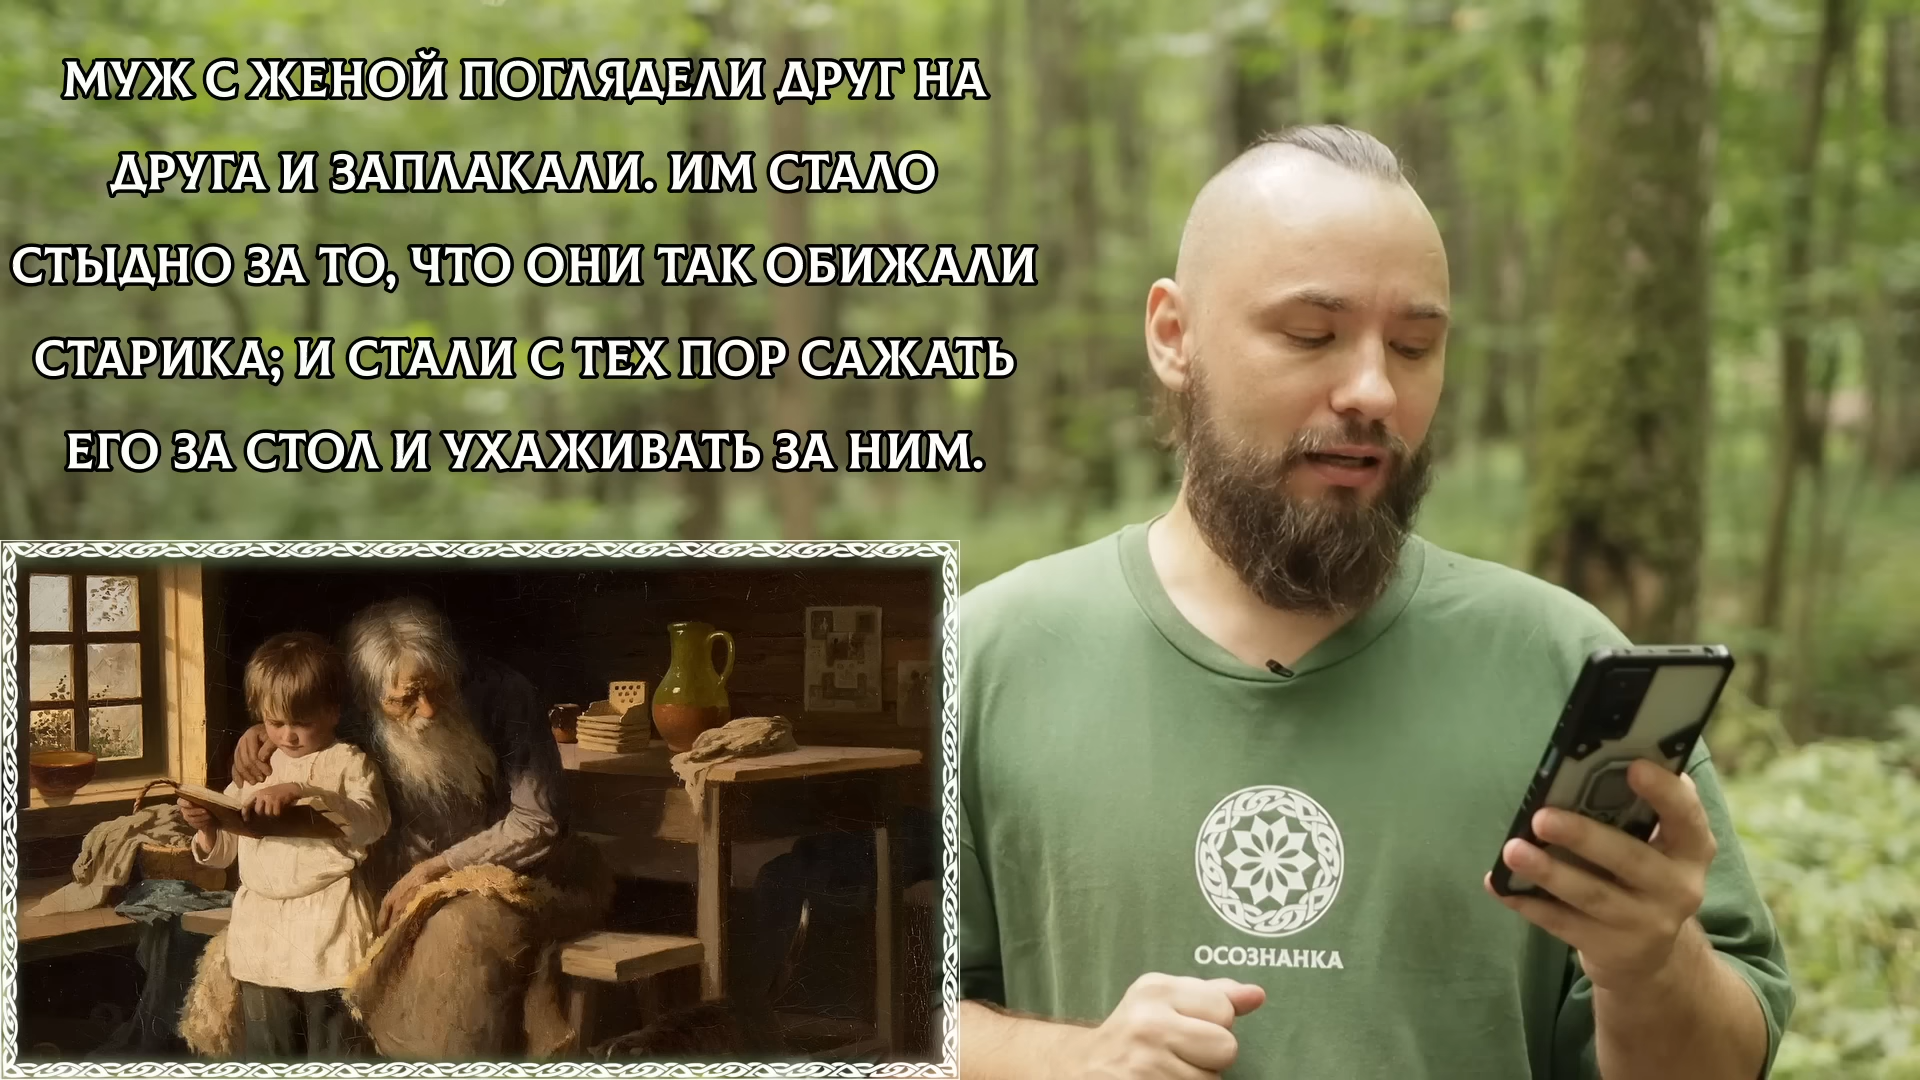 МУЖ С ЖЕНОЙ ПОГЛЯДЕЛИ ДРУГ НА
ДРУГА И ЗАПЛАКАЛИ. ИМ СТАЛО
СТЫДНО ЗА ТО, ЧТО ОНИ ТАК ОБИЖАЛИ
СТАРИКА; И СТАЛИ С ТЕХ ПОР САЖАТЬ
ЕГО ЗА СТОЛ И УХАЖИВАТЬ ЗА НИМ.
ОСОЗНАНКА